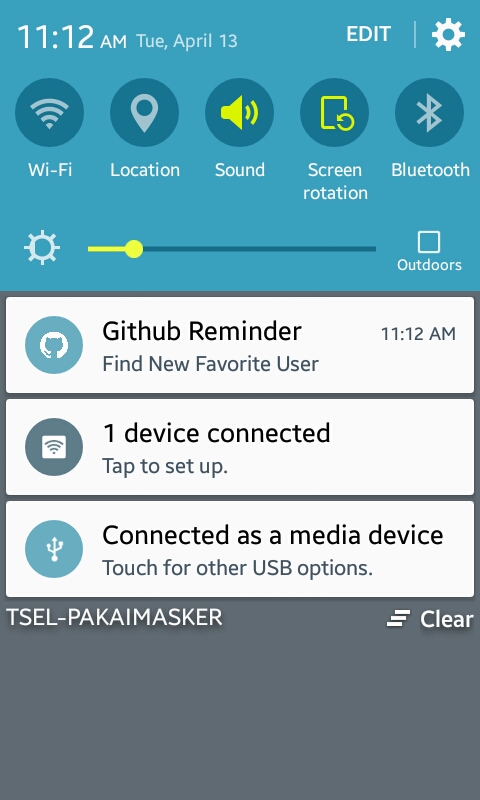 11:12 AM Tue, April 13 EDIT
Wi-Fi Location Sound Screen rotation Bluetooth
Outdoors
Github Reminder 11:12 AM
Find New Favorite User
1 device connected
Tap to set up.
Connected as a media device
Touch for other USB options.
TSEL-PAKAIMASKER Clear